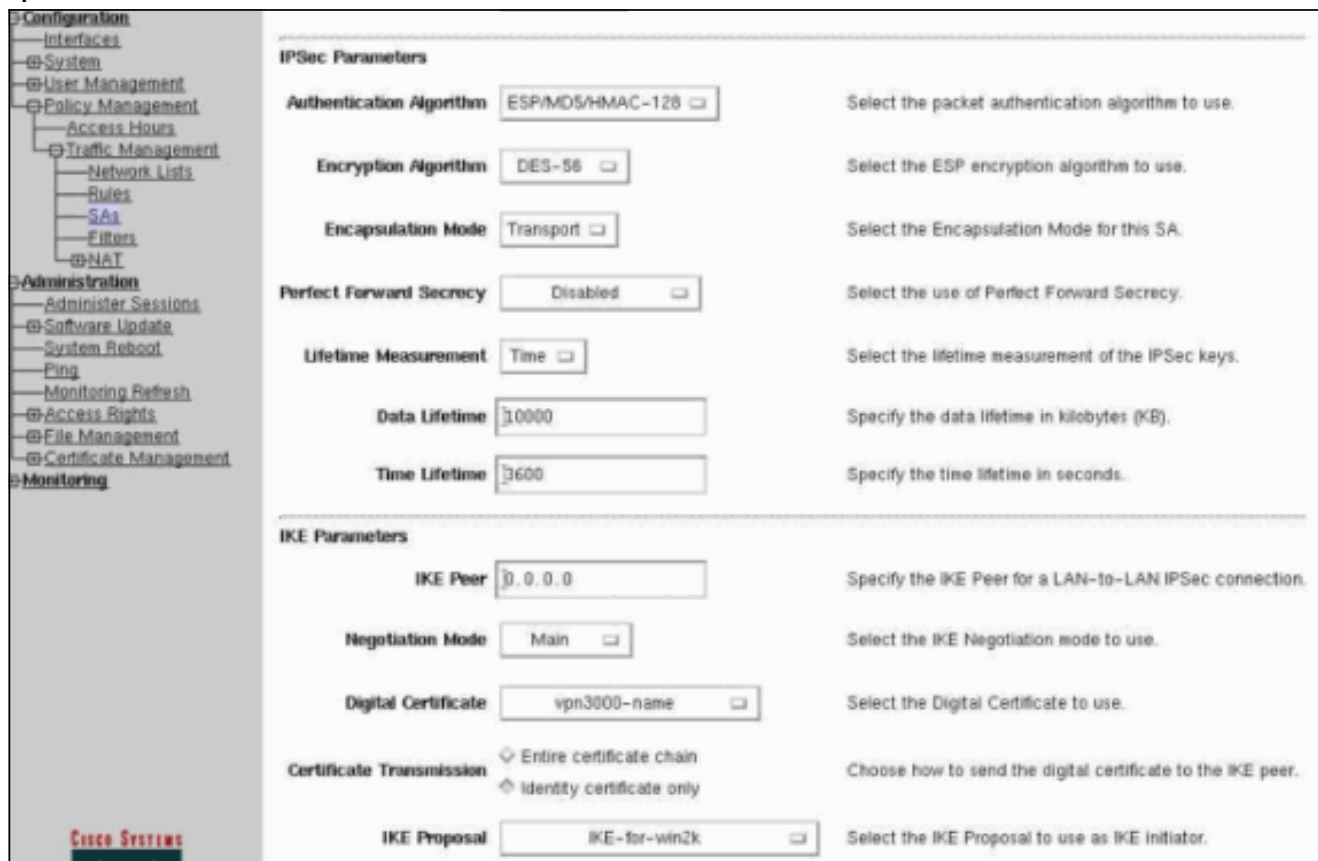 Configuration
Interfaces
System
User Management
Policy Management
Access Hours
Traffic Management
Network Lists
Rules
SAs
Filters
NAT
Administration
Administer Sessions
Software Update
System Reboot
Ping
Monitoring Refresh
Access Rights
File Management
Certificate Management
Monitoring
CISCO SYSTEMS
IPSec Parameters
Authentication Algorithm ESP/MD5/HMAC-128 Select the packet authentication algorithm to use.
Encryption Algorithm DES-56 Select the ESP encryption algorithm to use.
Encapsulation Mode Transport Select the Encapsulation Mode for this SA.
Perfect Forward Secrecy Disabled Select the use of Perfect Forward Secrecy.
Lifetime Measurement Time Select the lifetime measurement of the IPSec keys.
Data Lifetime 10000 Specify the data lifetime in kilobytes (KB).
Time Lifetime 3600 Specify the time lifetime in seconds.
IKE Parameters
IKE Peer 0.0.0.0 Specify the IKE Peer for a LAN-to-LAN IPSec connection.
Negotiation Mode Main Select the IKE Negotiation mode to use.
Digital Certificate vpn3000-name Select the Digital Certificate to use.
Certificate Transmission Entire certificate chain
Identity certificate only Choose how to send the digital certificate to the IKE peer.
IKE Proposal IKE-for-win2k Select the IKE Proposal to use as IKE initiator.